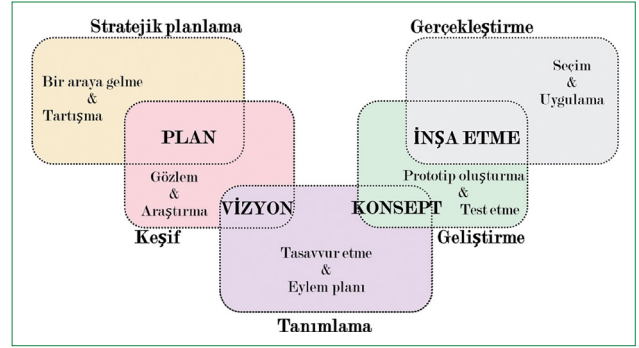 Stratejik planlama
Bir araya gelme
&
Tartışma
PLAN
Gözlem
&
Araştırma
Keşif
VİZYON
Tasavvur etme
&
Eylem planı
Tanımlama
KONSEPT
Prototip oluşturma
&
Test etme
Geliştirme
İNŞA ETME
Seçim
&
Uygulama
Gerçekleştirme